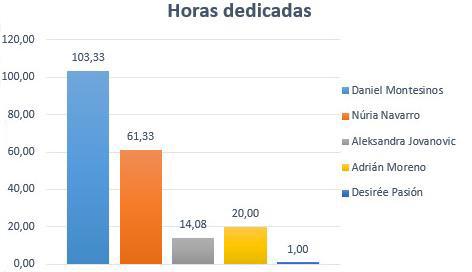 Horas dedicadas
120,00
100,00
80,00
60,00
40,00
20,00
0,00
103,33
61,33
14,08
20,00
1,00
Daniel Montesinos
Núria Navarro
Aleksandra Jovanovic
Adrián Moreno
Desirée Pasión